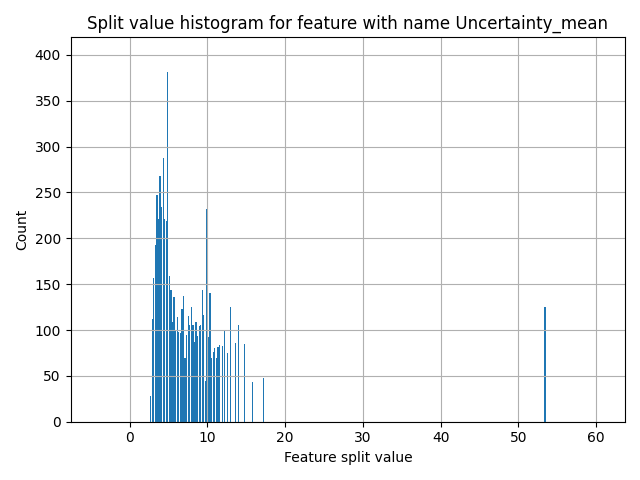 Split value histogram for feature with name Uncertainty_mean
400
350
300
250
200
150
100
50
0
Count
0 10 20 30 40 50 60
Feature split value